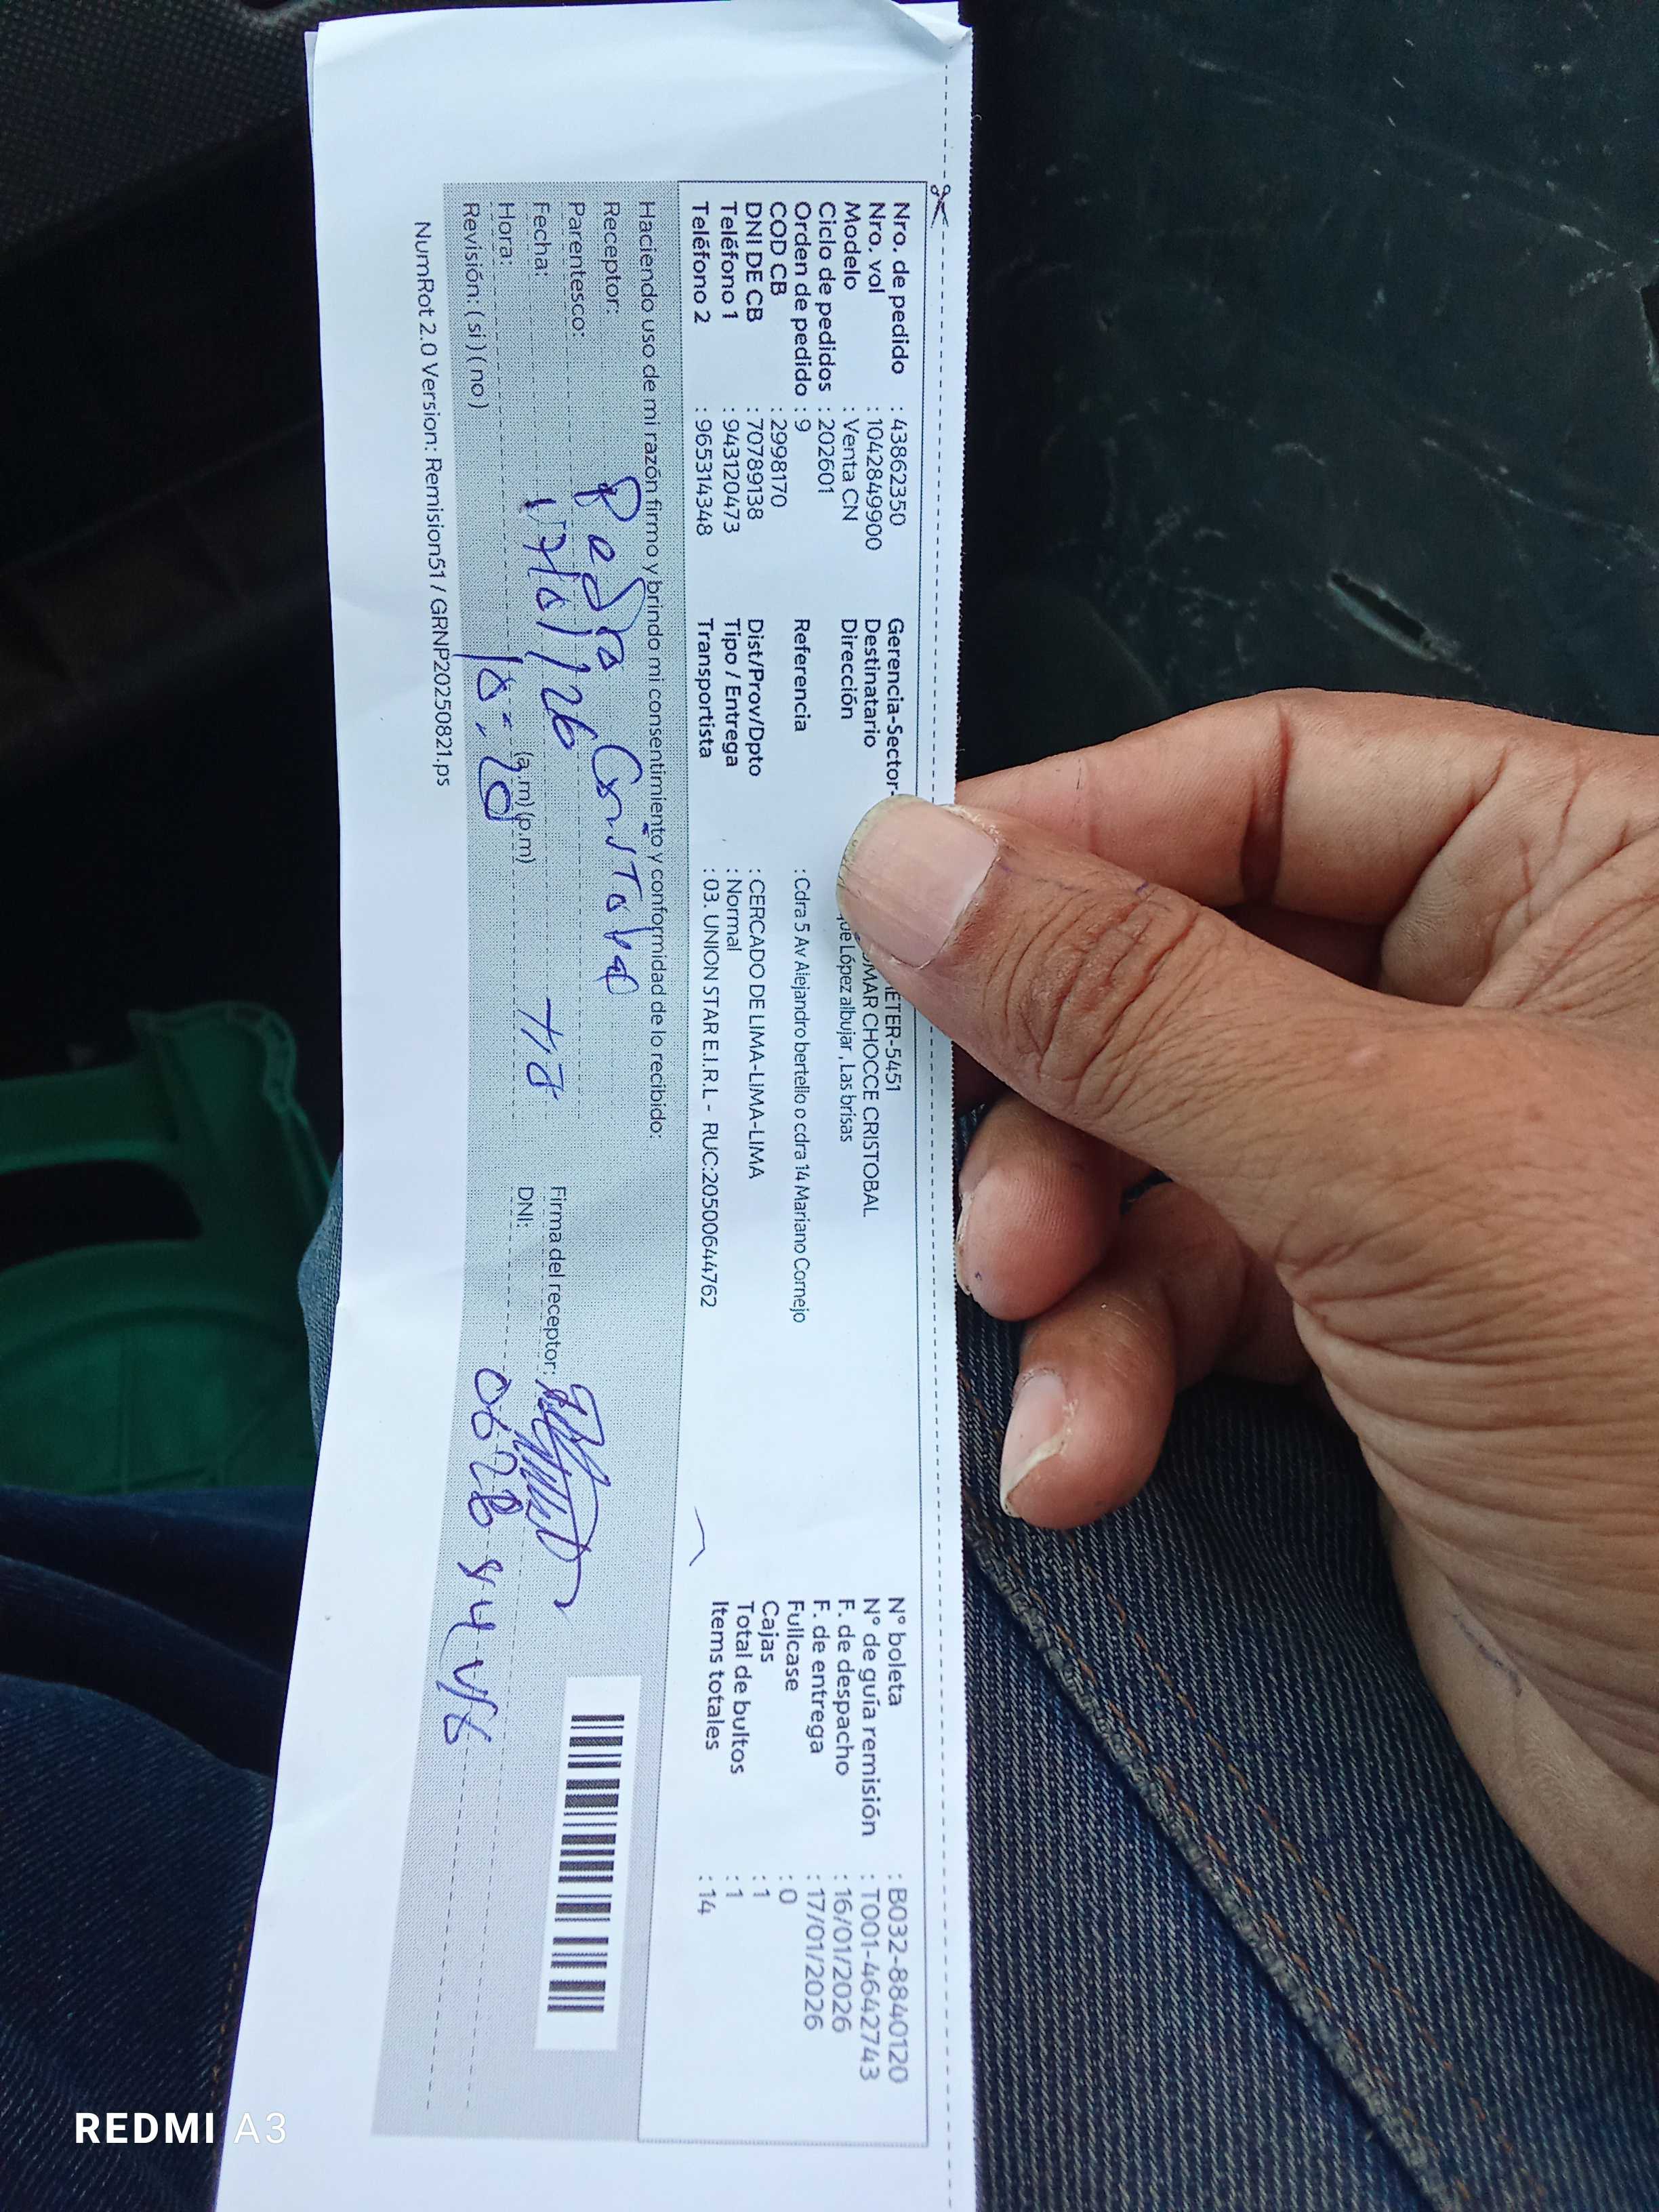 Nro. de pedido : 43862350
Nro. vol : 1042849900
Modelo : Venta CN
Ciclo de pedidos : 202601
Orden de pedido : 9
COD CB : 2998170
DNI DE CB : 70789138
Teléfono 1 : 943120473
Teléfono 2 : 965314348
Gerencia-Sector- ETER-5451
Destinatario OMAR CHOCCE CRISTOBAL
Dirección que López albujar , Las brisas
Referencia : Cdra 5 Av Alejandro bertello o cdra 14 Mariano Cornejo
Dist/Prov/Dpto : CERCADO DE LIMA-LIMA-LIMA
Tipo / Entrega : Normal
Transportista : 03. UNION STAR E.I.R.L - RUC:20500644762
N° boleta : B032-8840120
N° de guía remisión : T001-4642743
F. de despacho : 16/01/2026
F. de entrega : 17/01/2026
Fullcase : 0
Cajas : 1
Total de bultos : 1
Items totales : 14
Haciendo uso de mi razón firmo y brindo mi consentimiento y conformidad de lo recibido:
Receptor: Pedro Cristobal
Parentesco:
Fecha: 17/01/26
Hora: (a.m) (p.m)
Revisión: ( si ) ( no )
Firma del receptor:
DNI:
NumRot 2.0 Version: Remision51 / GRNP20250821.ps
REDMI A3